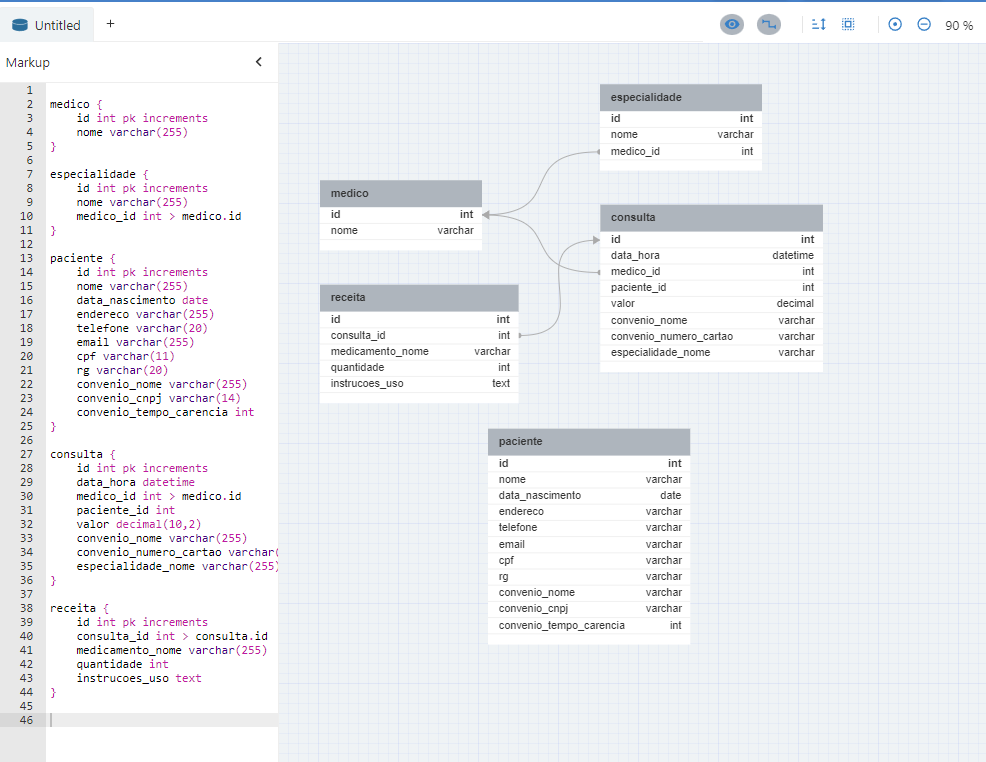 Untitled
+
90 %
Markup
1
2 medico {
3 id int pk increments
4 nome varchar(255)
5 }
6
7 especialidade {
8 id int pk increments
9 nome varchar(255)
10 medico_id int > medico.id
11 }
12
13 paciente {
14 id int pk increments
15 nome varchar(255)
16 data_nascimento date
17 endereco varchar(255)
18 telefone varchar(20)
19 email varchar(255)
20 cpf varchar(11)
21 rg varchar(20)
22 convenio_nome varchar(255)
23 convenio_cnpj varchar(14)
24 convenio_tempo_carencia int
25 }
26
27 consulta {
28 id int pk increments
29 data_hora datetime
30 medico_id int > medico.id
31 paciente_id int
32 valor decimal(10,2)
33 convenio_nome varchar(255)
34 convenio_numero_cartao varchar(
35 especialidade_nome varchar(255)
36 }
37
38 receita {
39 id int pk increments
40 consulta_id int > consulta.id
41 medicamento_nome varchar(255)
42 quantidade int
43 instrucoes_uso text
44 }
45
46
especialidade
id int
nome varchar
medico_id int
medico
id int
nome varchar
consulta
id int
data_hora datetime
medico_id int
paciente_id int
valor decimal
convenio_nome varchar
convenio_numero_cartao varchar
especialidade_nome varchar
receita
id int
consulta_id int
medicamento_nome varchar
quantidade int
instrucoes_uso text
paciente
id int
nome varchar
data_nascimento date
endereco varchar
telefone varchar
email varchar
cpf varchar
rg varchar
convenio_nome varchar
convenio_cnpj varchar
convenio_tempo_carencia int